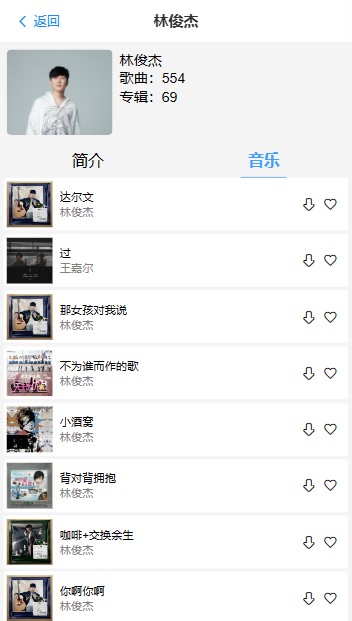 返回
林俊杰
林俊杰
歌曲：554
专辑：69
简介
音乐
达尔文
林俊杰
过
王嘉尔
那女孩对我说
林俊杰
不为谁而作的歌
林俊杰
小酒窝
林俊杰
背对背拥抱
林俊杰
咖啡+交换余生
林俊杰
你啊你啊
林俊杰